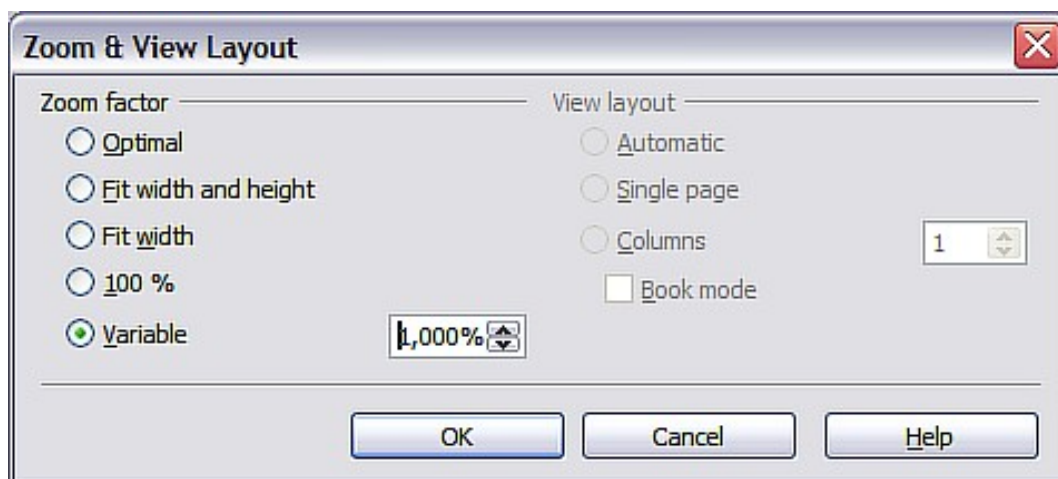 Zoom & View Layout
Zoom factor
Optimal
Fit width and height
Fit width
100 %
Variable 1,000%
View layout
Automatic
Single page
Columns 1
Book mode
OK Cancel Help